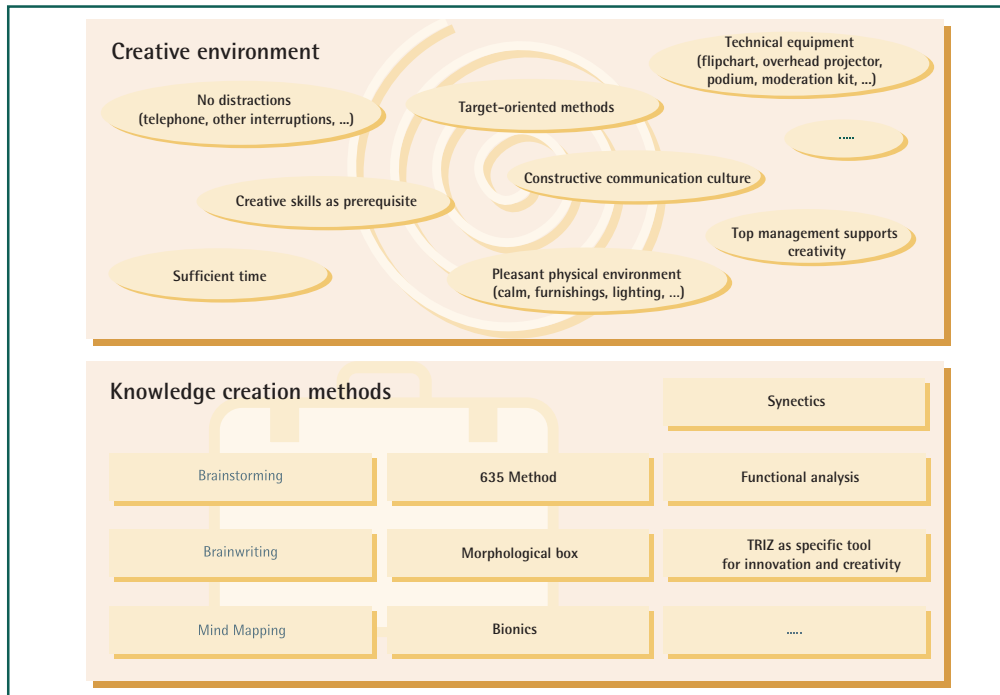 Creative environment
Technical equipment
(flipchart, overhead projector,
podium, moderation kit, ...)
No distractions
(telephone, other interruptions, ...)
Target-oriented methods
.....
Constructive communication culture
Creative skills as prerequisite
Top management supports
creativity
Sufficient time
Pleasant physical environment
(calm, furnishings, lighting, ...)
Knowledge creation methods
Synectics
Brainstorming
635 Method
Functional analysis
Brainwriting
Morphological box
TRIZ as specific tool
for innovation and creativity
Mind Mapping
Bionics
.....